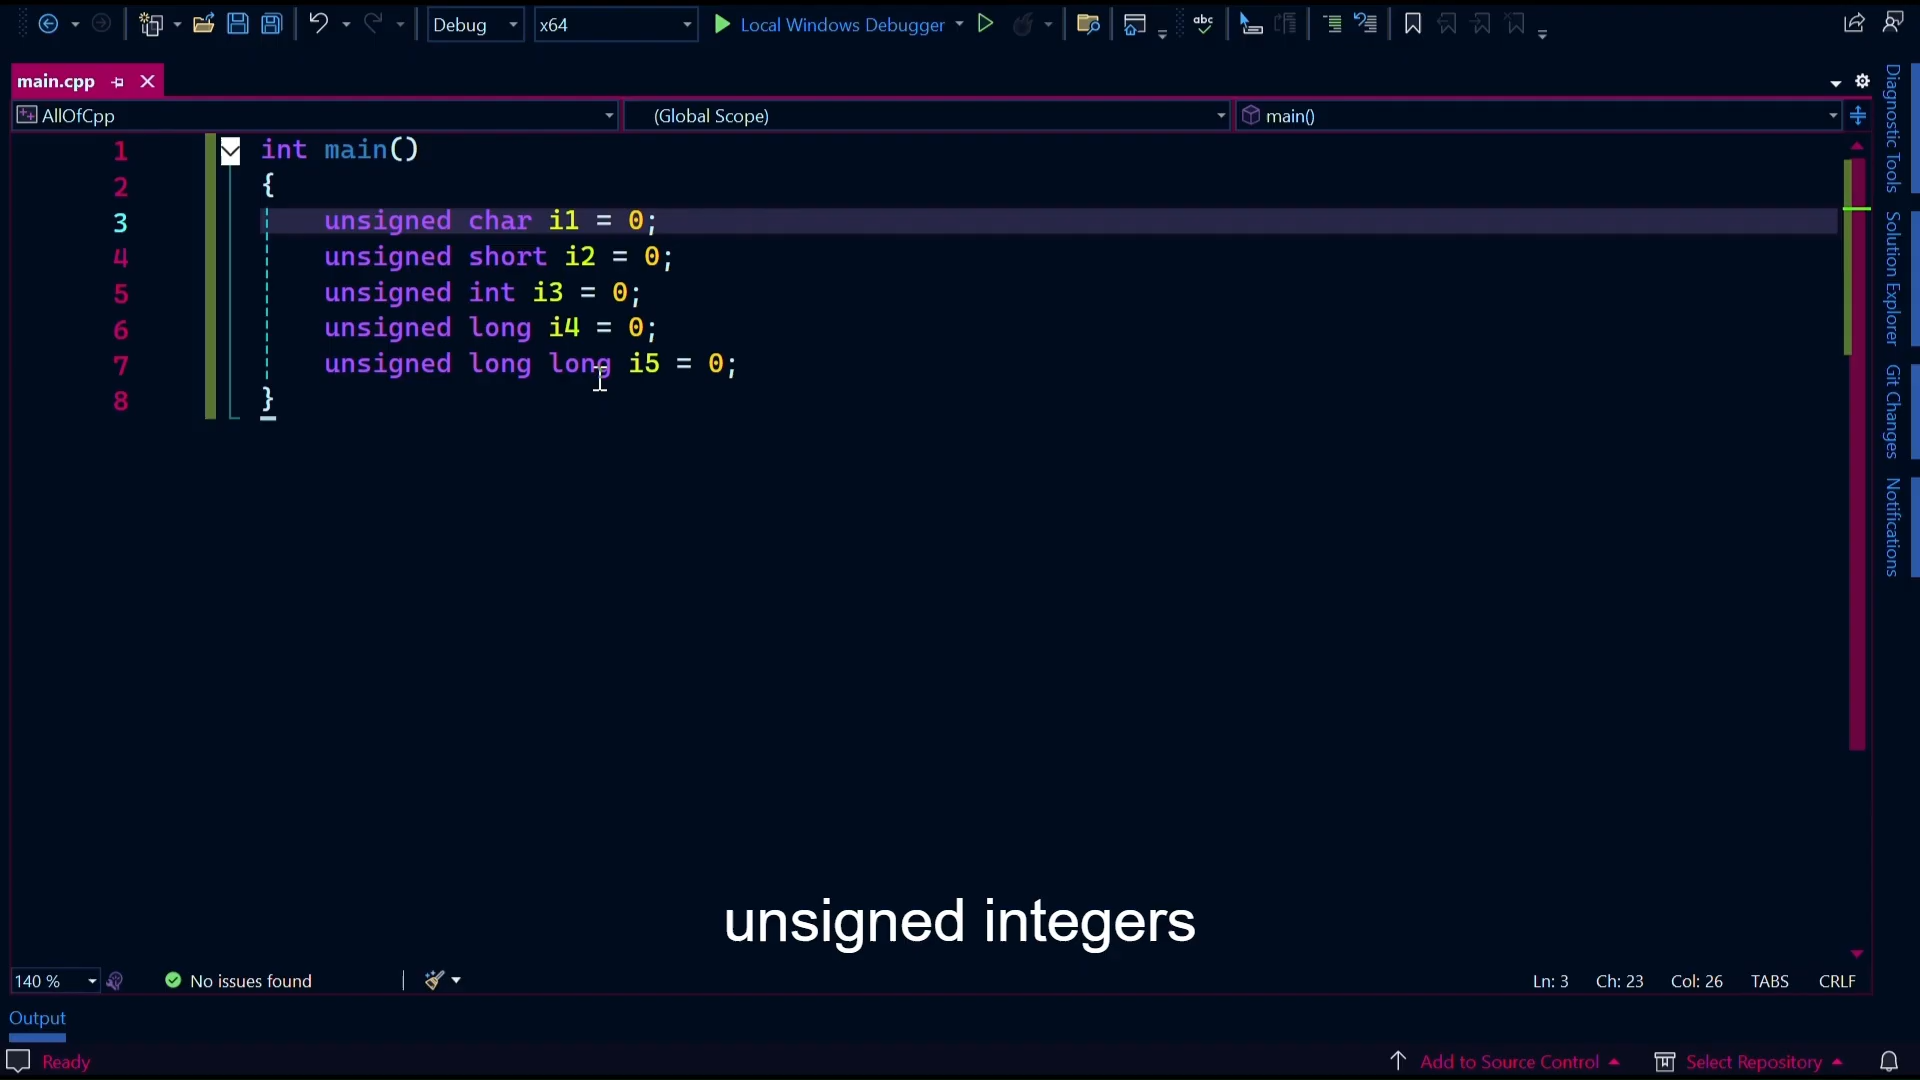 Debug x64 Local Windows Debugger abc
main.cpp
AllOfCpp (Global Scope) main()
1 int main()
2 {
3 unsigned char i1 = 0;
4 unsigned short i2 = 0;
5 unsigned int i3 = 0;
6 unsigned long i4 = 0;
7 unsigned long long i5 = 0;
8 }
Diagnostic Tools
Solution Explorer
Git Changes
Notifications
unsigned integers
140 % No issues found Ln: 3 Ch: 23 Col: 26 TABS CRLF
Output
Ready Add to Source Control Select Repository